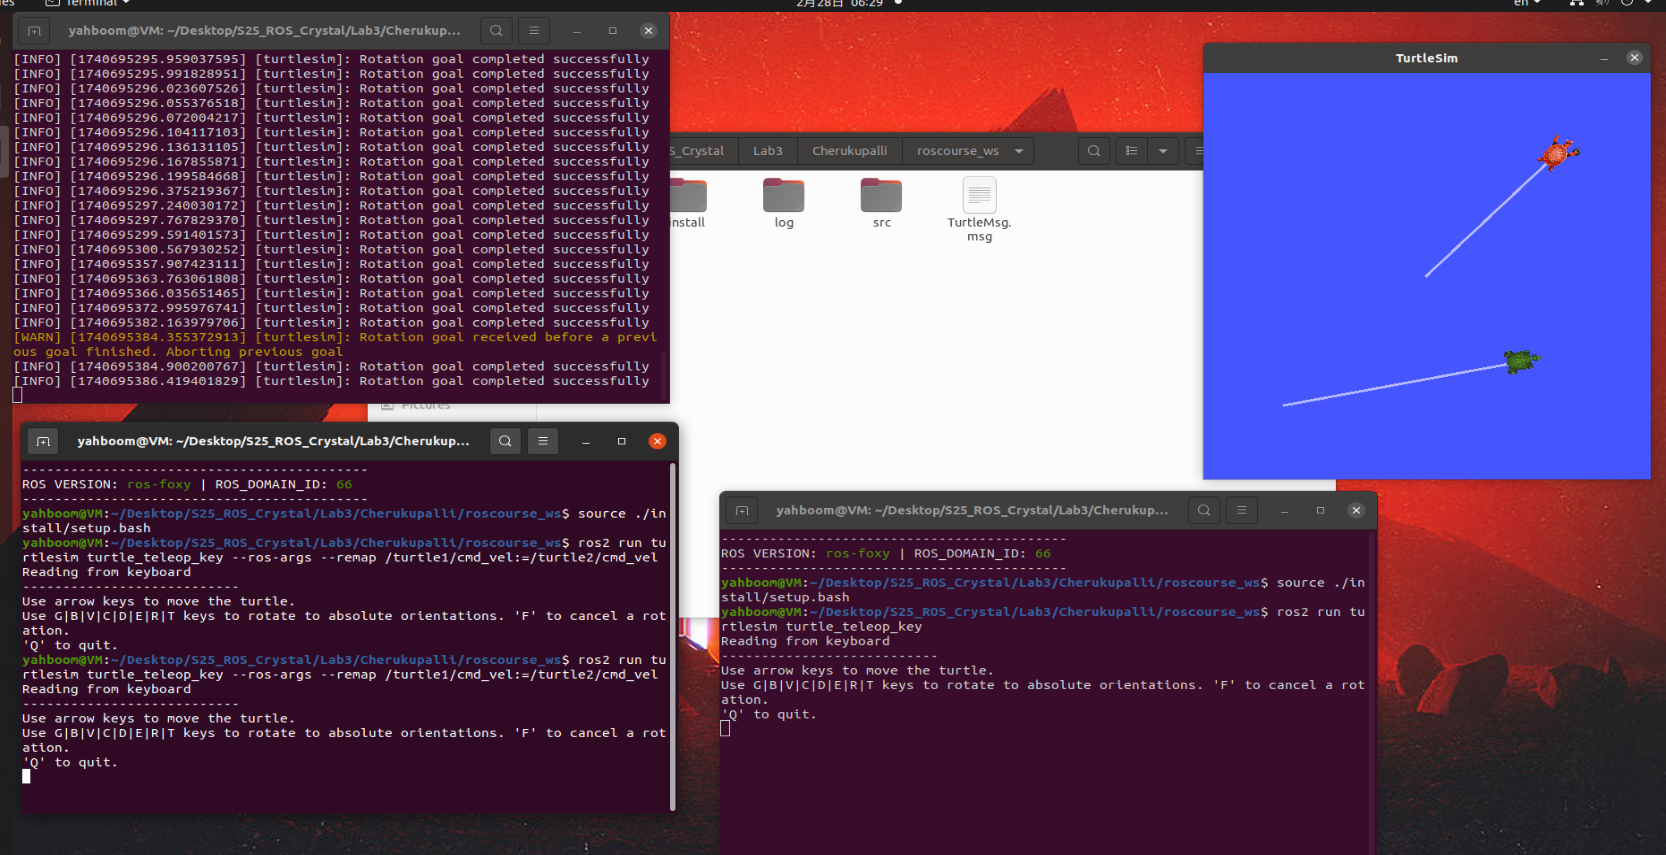 Terminal
2月28日 06:29
en
yahboom@VM: ~/Desktop/S25_ROS_Crystal/Lab3/Cherukup...
[INFO] [1740695295.959037595] [turtlesim]: Rotation goal completed successfully
[INFO] [1740695295.991828951] [turtlesim]: Rotation goal completed successfully
[INFO] [1740695296.023607526] [turtlesim]: Rotation goal completed successfully
[INFO] [1740695296.055376518] [turtlesim]: Rotation goal completed successfully
[INFO] [1740695296.072004217] [turtlesim]: Rotation goal completed successfully
[INFO] [1740695296.104117103] [turtlesim]: Rotation goal completed successfully
[INFO] [1740695296.136131105] [turtlesim]: Rotation goal completed successfully
[INFO] [1740695296.167855871] [turtlesim]: Rotation goal completed successfully
[INFO] [1740695296.199584668] [turtlesim]: Rotation goal completed successfully
[INFO] [1740695296.375219367] [turtlesim]: Rotation goal completed successfully
[INFO] [1740695297.240030172] [turtlesim]: Rotation goal completed successfully
[INFO] [1740695297.767829370] [turtlesim]: Rotation goal completed successfully
[INFO] [1740695299.591401573] [turtlesim]: Rotation goal completed successfully
[INFO] [1740695300.567930252] [turtlesim]: Rotation goal completed successfully
[INFO] [1740695357.907423111] [turtlesim]: Rotation goal completed successfully
[INFO] [1740695363.763061808] [turtlesim]: Rotation goal completed successfully
[INFO] [1740695366.035651465] [turtlesim]: Rotation goal completed successfully
[INFO] [1740695372.995976741] [turtlesim]: Rotation goal completed successfully
[INFO] [1740695382.163979706] [turtlesim]: Rotation goal completed successfully
[WARN] [1740695384.355372913] [turtlesim]: Rotation goal received before a previ
ous goal finished. Aborting previous goal
[INFO] [1740695384.900200767] [turtlesim]: Rotation goal completed successfully
[INFO] [1740695386.419401829] [turtlesim]: Rotation goal completed successfully
S_Crystal Lab3 Cherukupalli roscourse_ws
install log src TurtleMsg.
msg
Pictures
TurtleSim
yahboom@VM: ~/Desktop/S25_ROS_Crystal/Lab3/Cherukup...
-------------------------------------------
ROS VERSION: ros-foxy | ROS_DOMAIN_ID: 66
-------------------------------------------
yahboom@VM:~/Desktop/S25_ROS_Crystal/Lab3/Cherukupalli/roscourse_ws$ source ./in
stall/setup.bash
yahboom@VM:~/Desktop/S25_ROS_Crystal/Lab3/Cherukupalli/roscourse_ws$ ros2 run tu
rtlesim turtle_teleop_key --ros-args --remap /turtle1/cmd_vel:=/turtle2/cmd_vel
Reading from keyboard
---------------------------
Use arrow keys to move the turtle.
Use G|B|V|C|D|E|R|T keys to rotate to absolute orientations. 'F' to cancel a rot
ation.
'Q' to quit.
yahboom@VM:~/Desktop/S25_ROS_Crystal/Lab3/Cherukupalli/roscourse_ws$ ros2 run tu
rtlesim turtle_teleop_key --ros-args --remap /turtle1/cmd_vel:=/turtle2/cmd_vel
Reading from keyboard
---------------------------
Use arrow keys to move the turtle.
Use G|B|V|C|D|E|R|T keys to rotate to absolute orientations. 'F' to cancel a rot
ation.
'Q' to quit.
yahboom@VM: ~/Desktop/S25_ROS_Crystal/Lab3/Cherukup...
-------------------------------------------
ROS VERSION: ros-foxy | ROS_DOMAIN_ID: 66
-------------------------------------------
yahboom@VM:~/Desktop/S25_ROS_Crystal/Lab3/Cherukupalli/roscourse_ws$ source ./in
stall/setup.bash
yahboom@VM:~/Desktop/S25_ROS_Crystal/Lab3/Cherukupalli/roscourse_ws$ ros2 run tu
rtlesim turtle_teleop_key
Reading from keyboard
---------------------------
Use arrow keys to move the turtle.
Use G|B|V|C|D|E|R|T keys to rotate to absolute orientations. 'F' to cancel a rot
ation.
'Q' to quit.